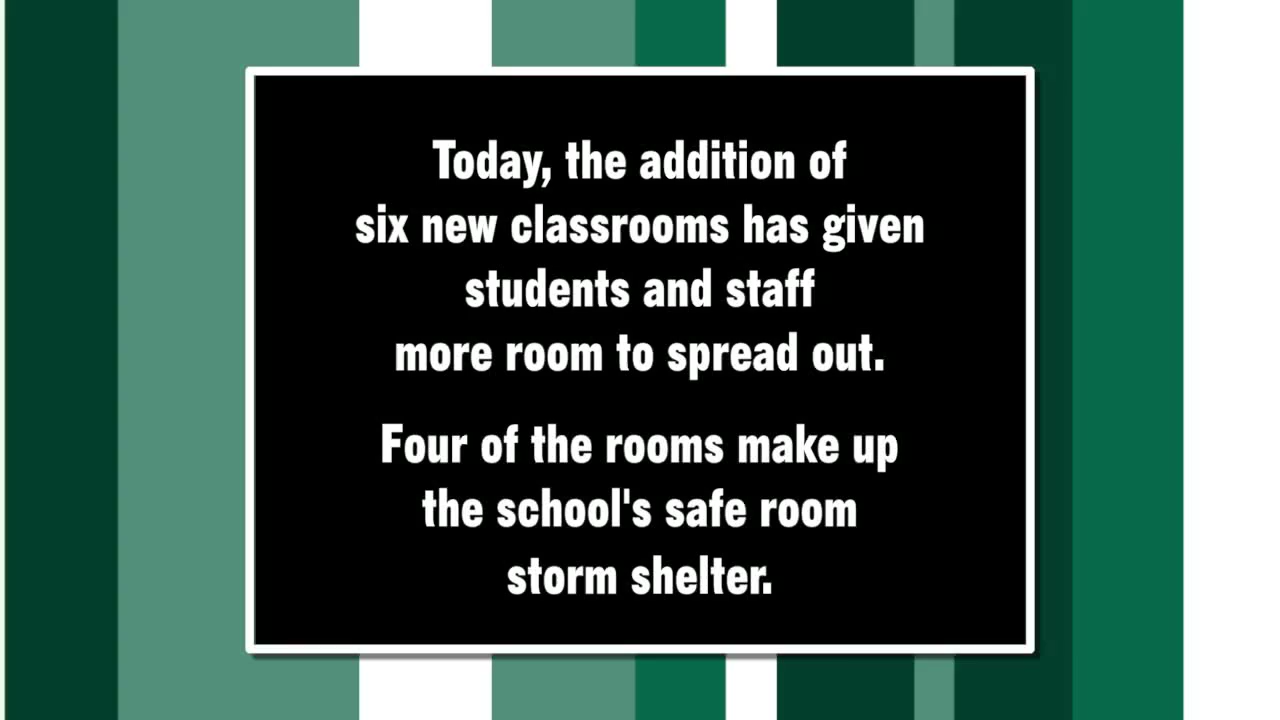 Today, the addition of
six new classrooms has given
students and staff
more room to spread out.
Four of the rooms make up
the school's safe room
storm shelter.